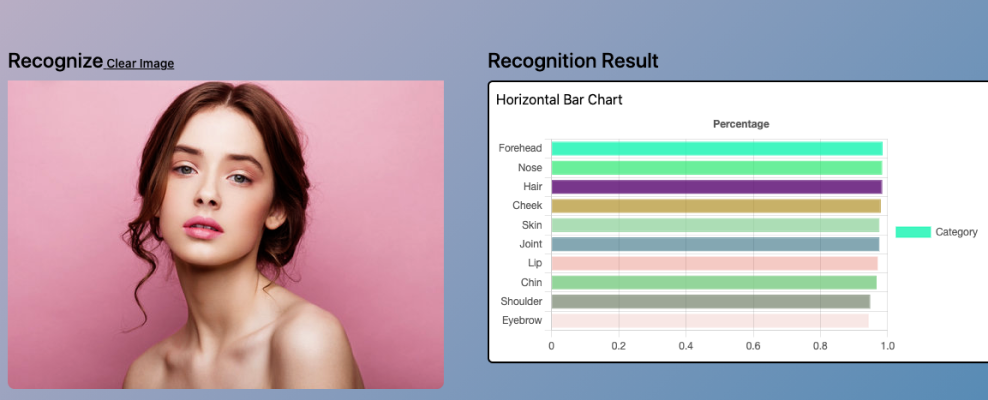 Recognize Clear Image
Recognition Result
Horizontal Bar Chart
Percentage
Forehead
Nose
Hair
Cheek
Skin
Joint
Lip
Chin
Shoulder
Eyebrow
0 0.2 0.4 0.6 0.8 1.0
Category